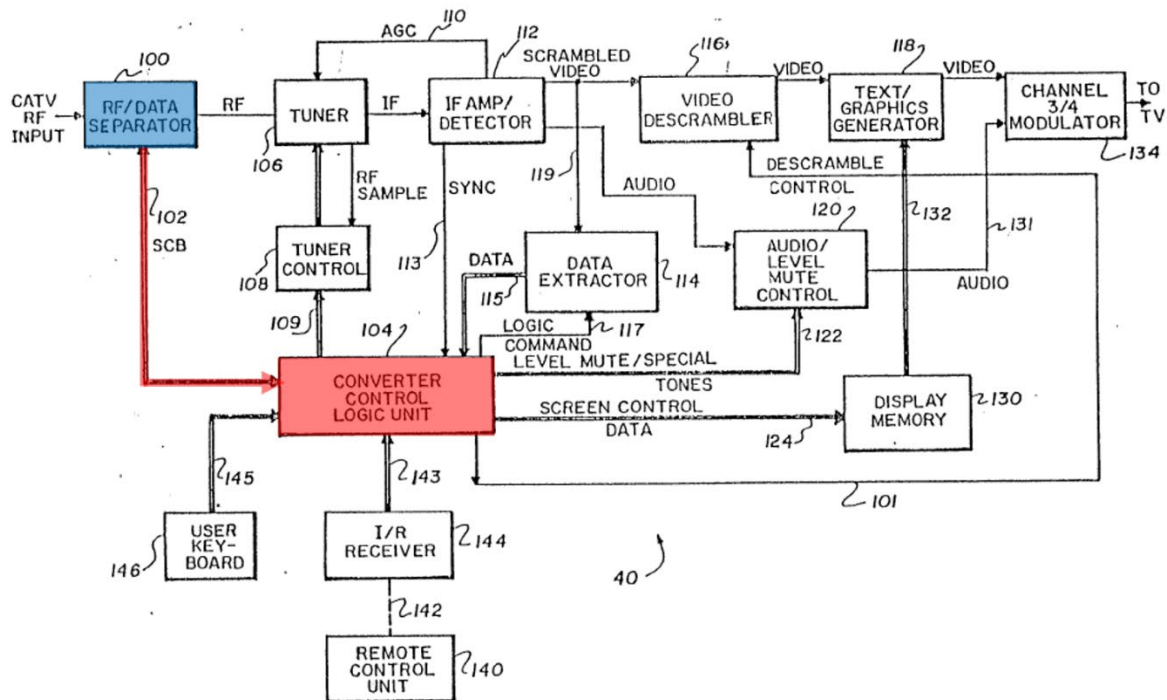 110
AGC
112
SCRAMBLED
VIDEO
116
VIDEO
118
VIDEO
100
CATV
RF
INPUT
RF/DATA
SEPARATOR
RF
TUNER
106
IF
IF AMP/
DETECTOR
VIDEO
DESCRAMBLER
TEXT/
GRAPHICS
GENERATOR
CHANNEL
3/4
MODULATOR
134
TO
TV
102
SCB
RF
SAMPLE
SYNC
119
AUDIO
DESCRAMBLE
CONTROL
132
120
131
TUNER
CONTROL
108
113
DATA
115
DATA
EXTRACTOR
114
AUDIO/
LEVEL
MUTE
CONTROL
AUDIO
109
104
LOGIC
COMMAND
117
122
LEVEL MUTE/SPECIAL
TONES
CONVERTER
CONTROL
LOGIC UNIT
SCREEN CONTROL
DATA
124
DISPLAY
MEMORY
130
145
143
101
USER
KEY-
BOARD
146
I/R
RECEIVER
144
40
142
REMOTE
CONTROL
UNIT
140